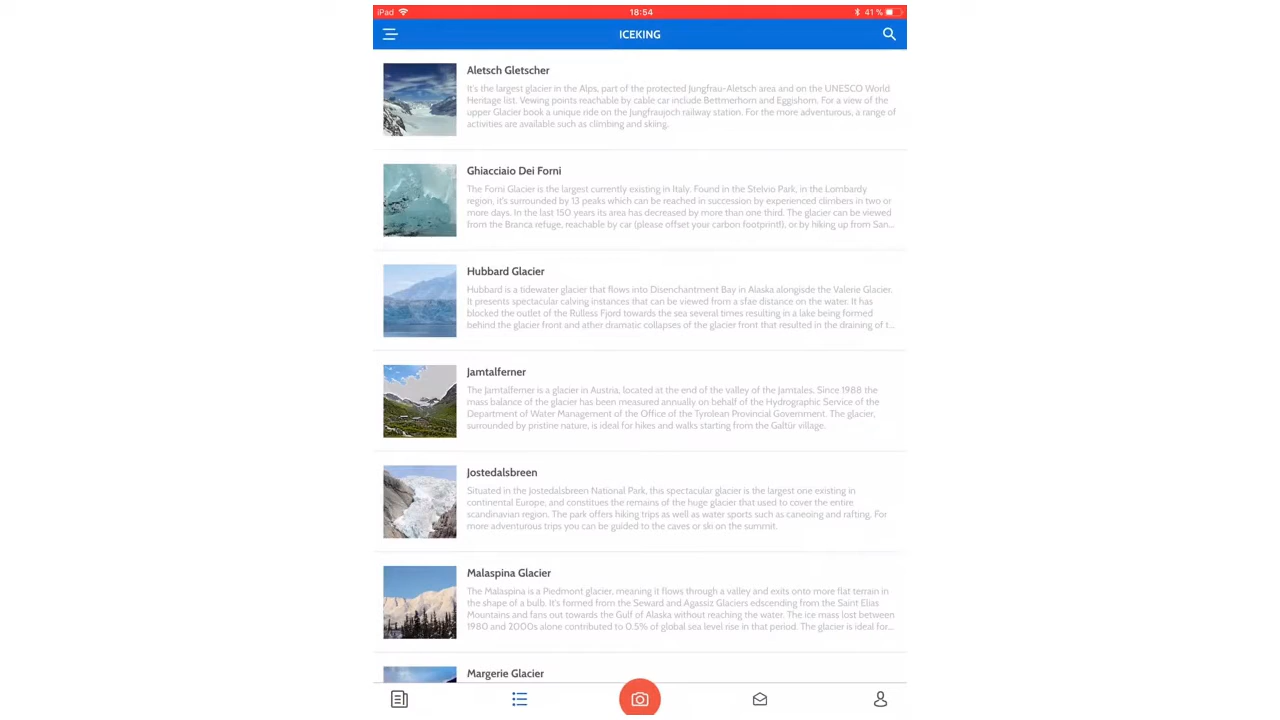 iPad 18:54 41 %
ICEKING
Aletsch Gletscher
It's the largest glacier in the Alps, part of the protected Jungfrau-Aletsch area and on the UNESCO World
Heritage list. Vewing points reachable by cable car include Bettmerhorn and Eggishorn. For a view of the
upper Glacier book a unique ride on the Jungfraujoch railway station. For the more adventurous, a range of
activities are available such as climbing and skiing.
Ghiacciaio Dei Forni
The Forni Glacier is the largest currently existing in Italy. Found in the Stelvio Park, in the Lombardy
region, it's surrounded by 13 peaks which can be reached in succession by experienced climbers in two or
more days. In the last 150 years its area has decreased by more than one third. The glacier can be viewed
from the Branca refuge, reachable by car (please offset your carbon footprint!), or by hiking up from San...
Hubbard Glacier
Hubbard is a tidewater glacier that flows into Disenchantment Bay in Alaska alongisde the Valerie Glacier.
It presents spectacular calving instances that can be viewed from a sfae distance on the water. It has
blocked the outlet of the Rulless Fjord towards the sea several times resulting in a lake being formed
behind the glacier front and ather dramatic collapses of the glacier front that resulted in the draining of t...
Jamtalferner
The Jamtalferner is a glacier in Austria, located at the end of the valley of the Jamtales. Since 1988 the
mass balance of the glacier has been measured annually on behalf of the Hydrographic Service of the
Department of Water Management of the Office of the Tyrolean Provincial Government. The glacier,
surrounded by pristine nature, is ideal for hikes and walks starting from the Galtür village.
Jostedalsbreen
Situated in the Jostedalsbreen National Park, this spectacular glacier is the largest one existing in
continental Europe, and constitues the remains of the huge glacier that used to cover the entire
scandinavian region. The park offers hiking trips as well as water sports such as canoeing and rafting. For
more adventurous trips you can be guided to the caves or ski on the summit.
Malaspina Glacier
The Malaspina is a Piedmont glacier, meaning it flows through a valley and exits onto more flat terrain in
the shape of a bulb. It's formed from the Seward and Agassiz Glaciers edscending from the Saint Elias
Mountains and fans out towards the Gulf of Alaska without reaching the water. The ice mass lost between
1980 and 2000s alone contributed to 0.5% of global sea level rise in that period. The glacier is ideal for...
Margerie Glacier